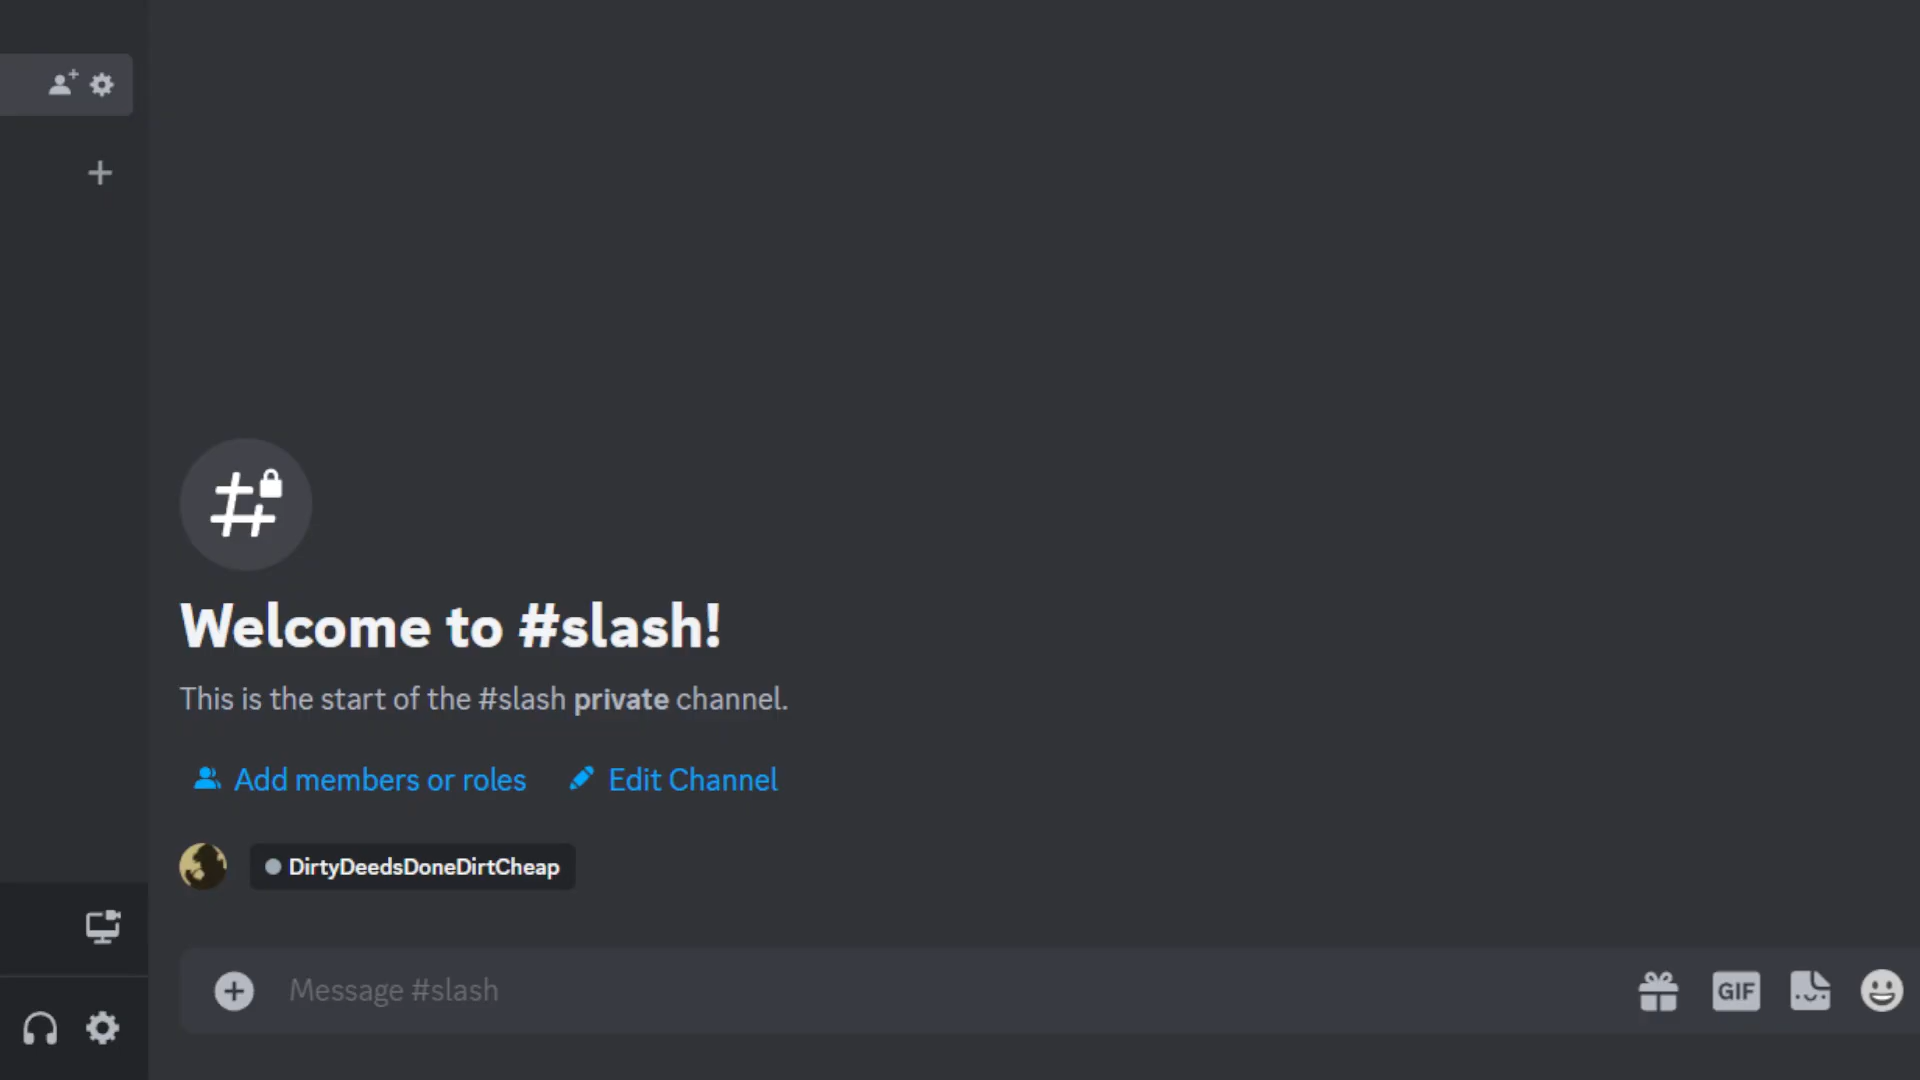 Welcome to #slash!
This is the start of the #slash private channel.
Add members or roles Edit Channel
DirtyDeedsDoneDirtCheap
Message #slash GIF